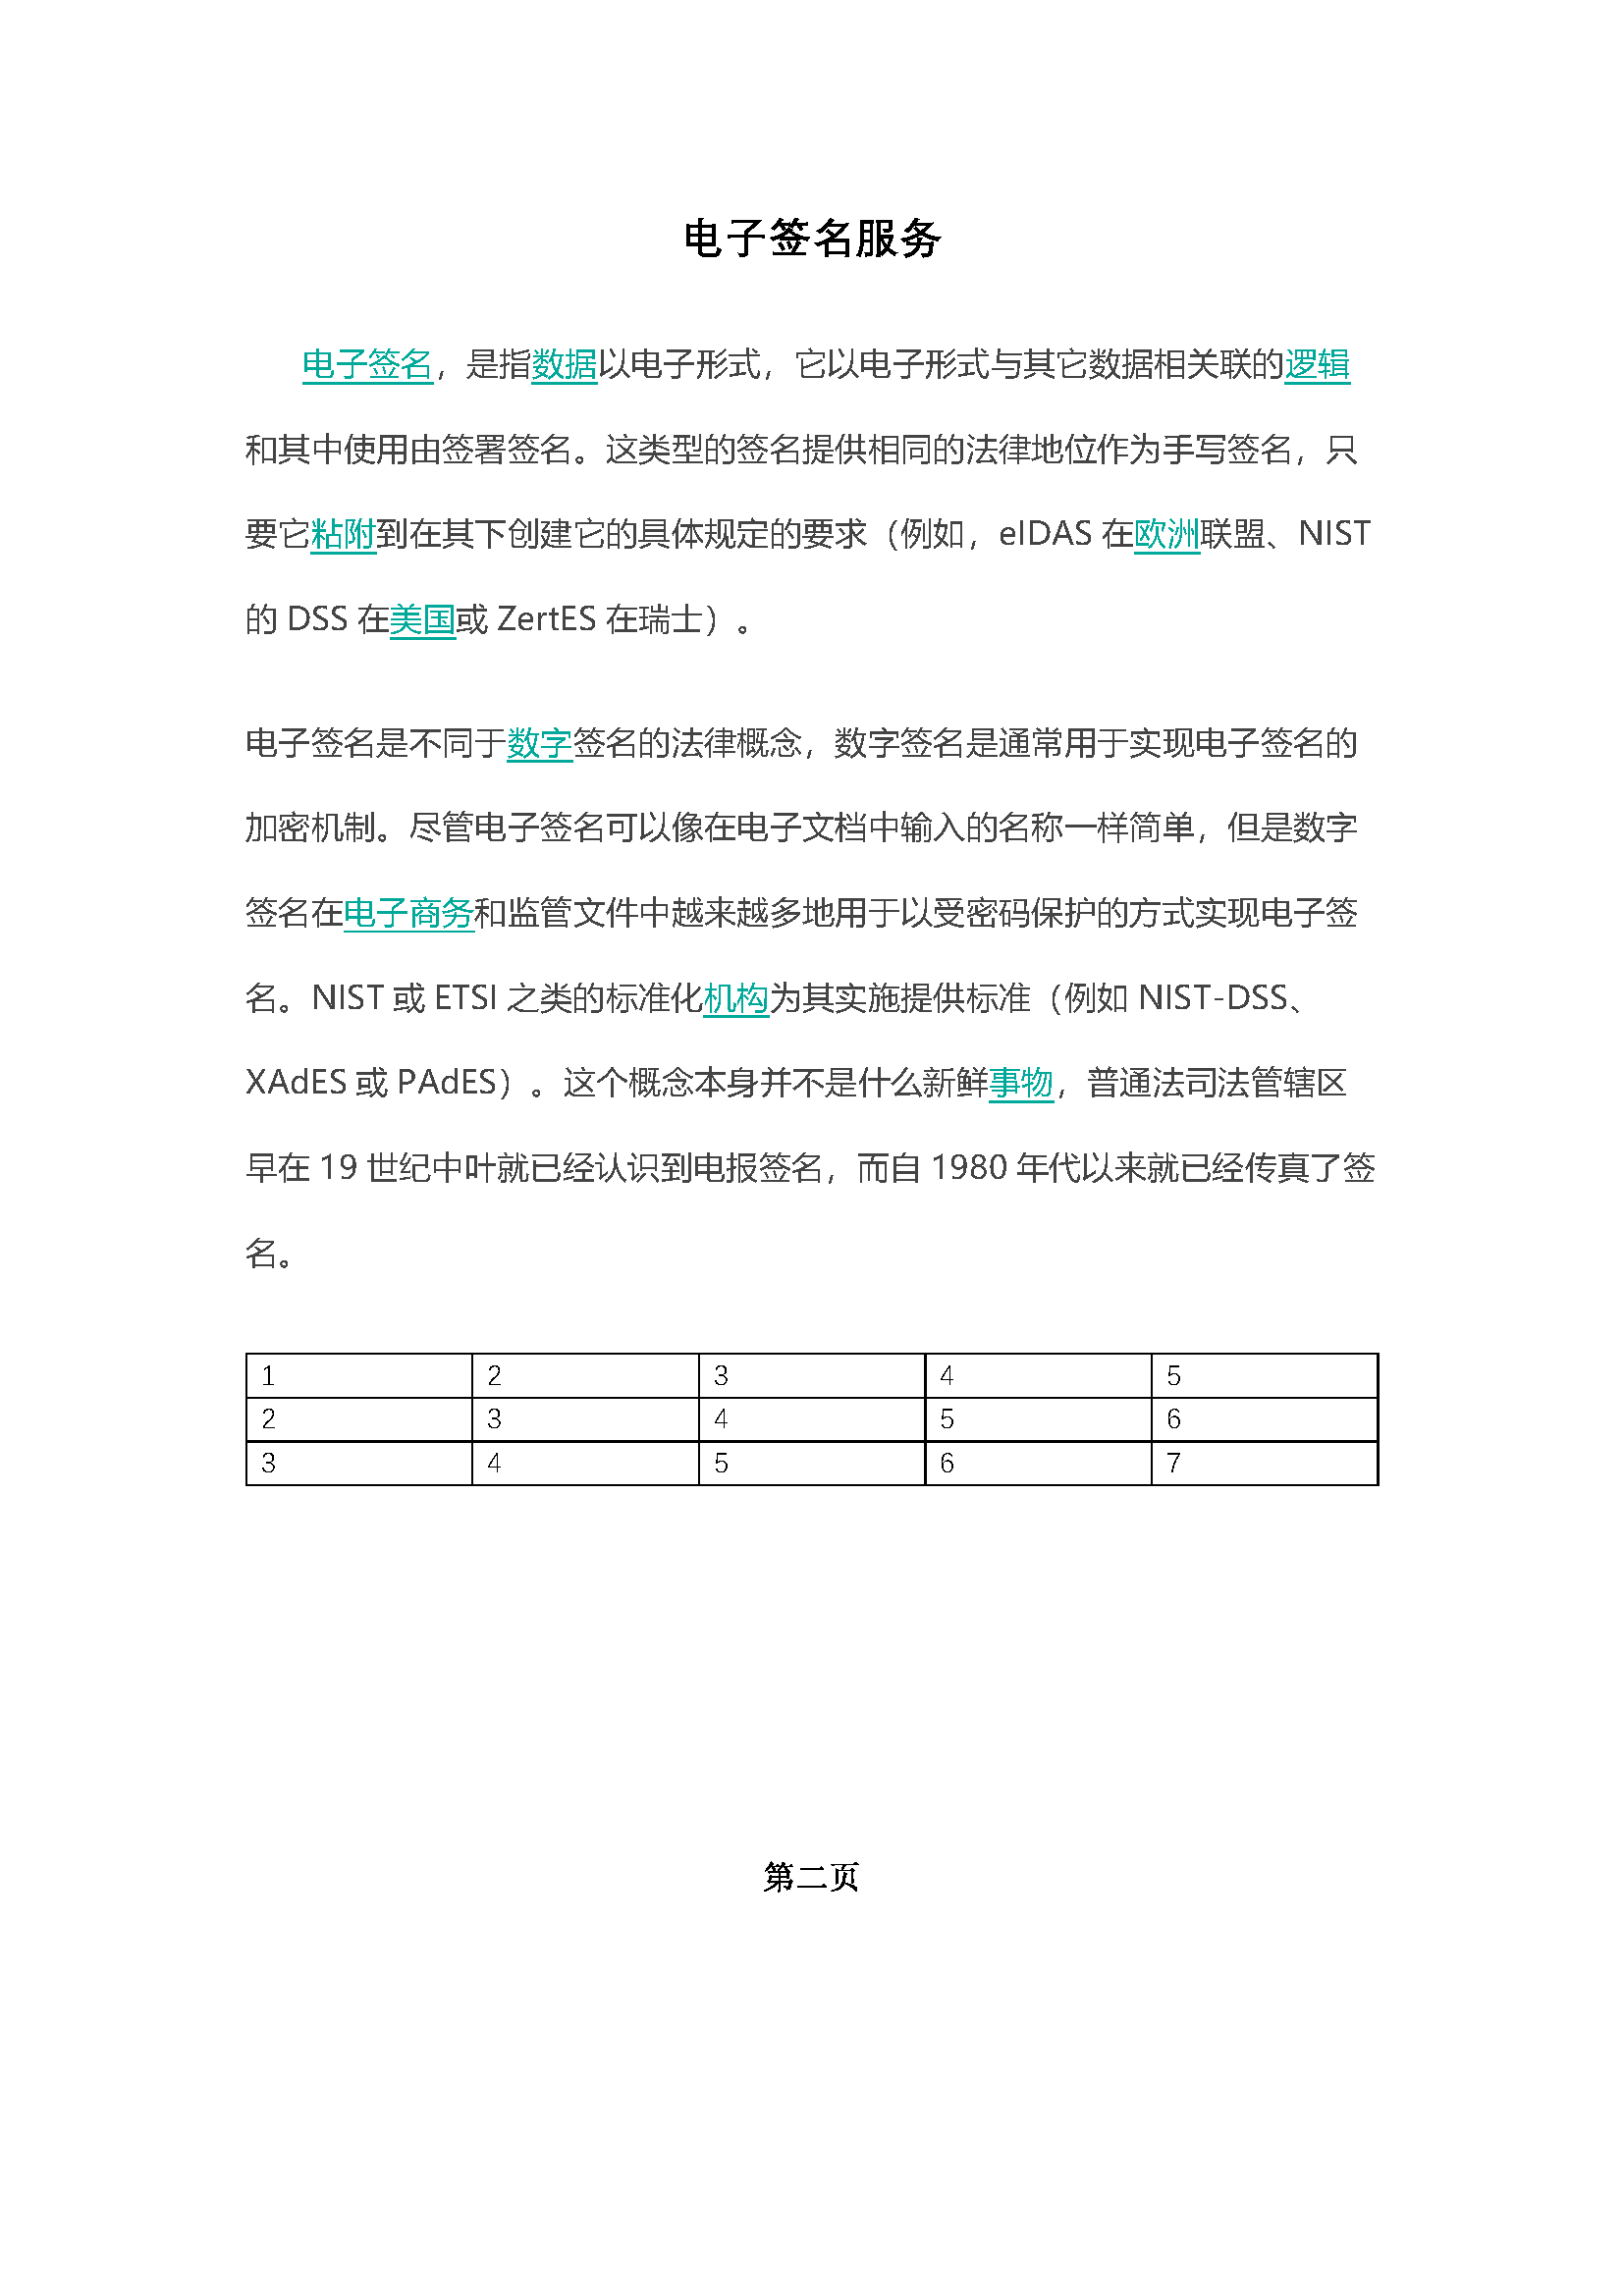 电子签名服务
电子签名，是指数据以电子形式，它以电子形式与其它数据相关联的逻辑
和其中使用由签署签名。这类型的签名提供相同的法律地位作为手写签名，只
要它粘附到在其下创建它的具体规定的要求（例如，eIDAS 在欧洲联盟、NIST
的 DSS 在美国或 ZertES 在瑞士）。
电子签名是不同于数字签名的法律概念，数字签名是通常用于实现电子签名的
加密机制。尽管电子签名可以像在电子文档中输入的名称一样简单，但是数字
签名在电子商务和监管文件中越来越多地用于以受密码保护的方式实现电子签
名。NIST 或 ETSI 之类的标准化机构为其实施提供标准（例如 NIST-DSS、
XAdES 或 PAdES）。这个概念本身并不是什么新鲜事物，普通法司法管辖区
早在 19 世纪中叶就已经认识到电报签名，而自 1980 年代以来就已经传真了签
名。
1 2 3 4 5
2 3 4 5 6
3 4 5 6 7
第二页